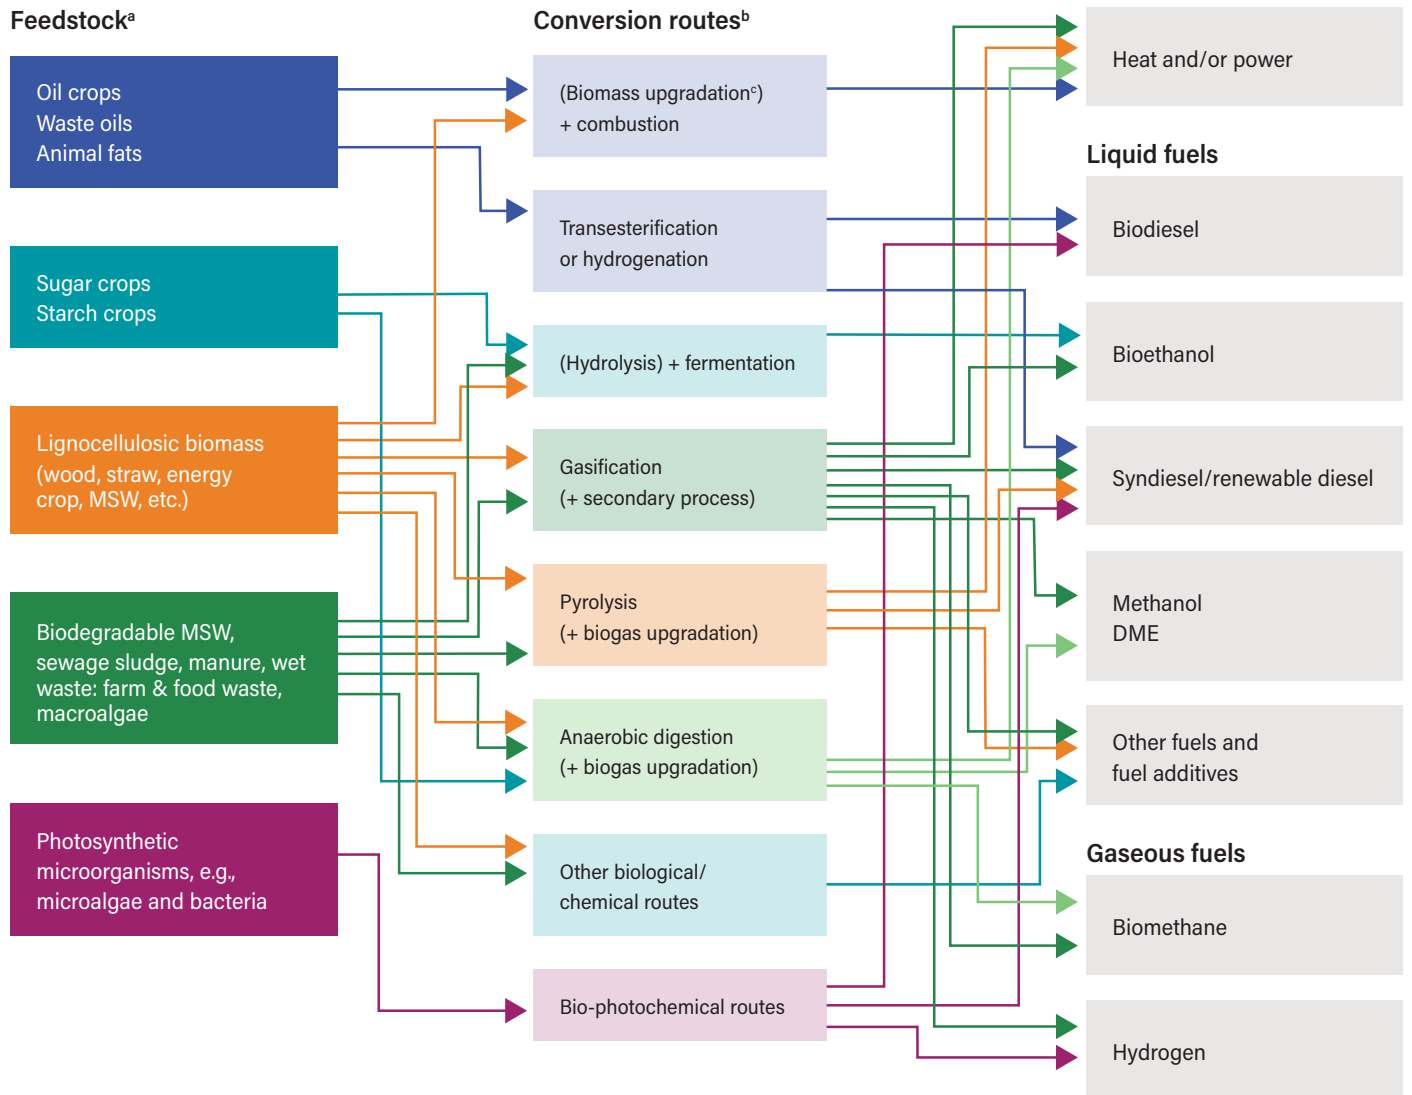 Feedstockᵃ
Oil crops
Waste oils
Animal fats
Sugar crops
Starch crops
Lignocellulosic biomass
(wood, straw, energy
crop, MSW, etc.)
Biodegradable MSW,
sewage sludge, manure, wet
waste: farm & food waste,
macroalgae
Photosynthetic
microorganisms, e.g.,
microalgae and bacteria
Conversion routesᵇ
(Biomass upgradationᶜ)
+ combustion
Transesterification
or hydrogenation
(Hydrolysis) + fermentation
Gasification
(+ secondary process)
Pyrolysis
(+ biogas upgradation)
Anaerobic digestion
(+ biogas upgradation)
Other biological/
chemical routes
Bio-photochemical routes
Heat and/or power
Liquid fuels
Biodiesel
Bioethanol
Syndiesel/renewable diesel
Methanol
DME
Other fuels and
fuel additives
Gaseous fuels
Biomethane
Hydrogen